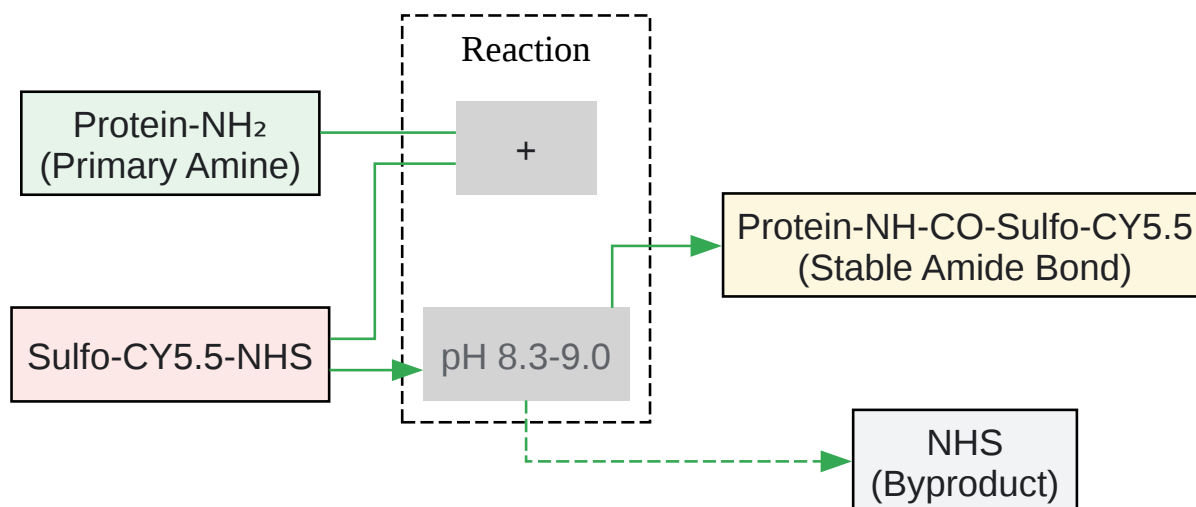 Reaction
Protein-NH₂
(Primary Amine)
+
Protein-NH-CO-Sulfo-CY5.5
(Stable Amide Bond)
Sulfo-CY5.5-NHS
pH 8.3-9.0
NHS
(Byproduct)